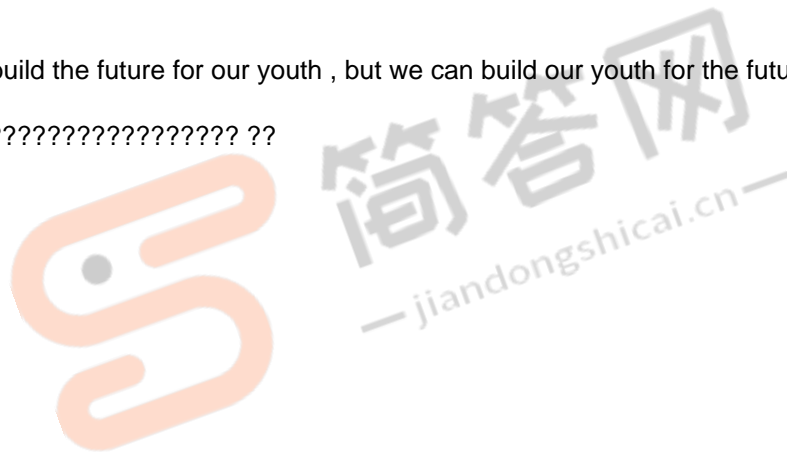 build the future for our youth , but we can build our youth for the futu
???????????????? ??
简答网
jiandongshicai.cn